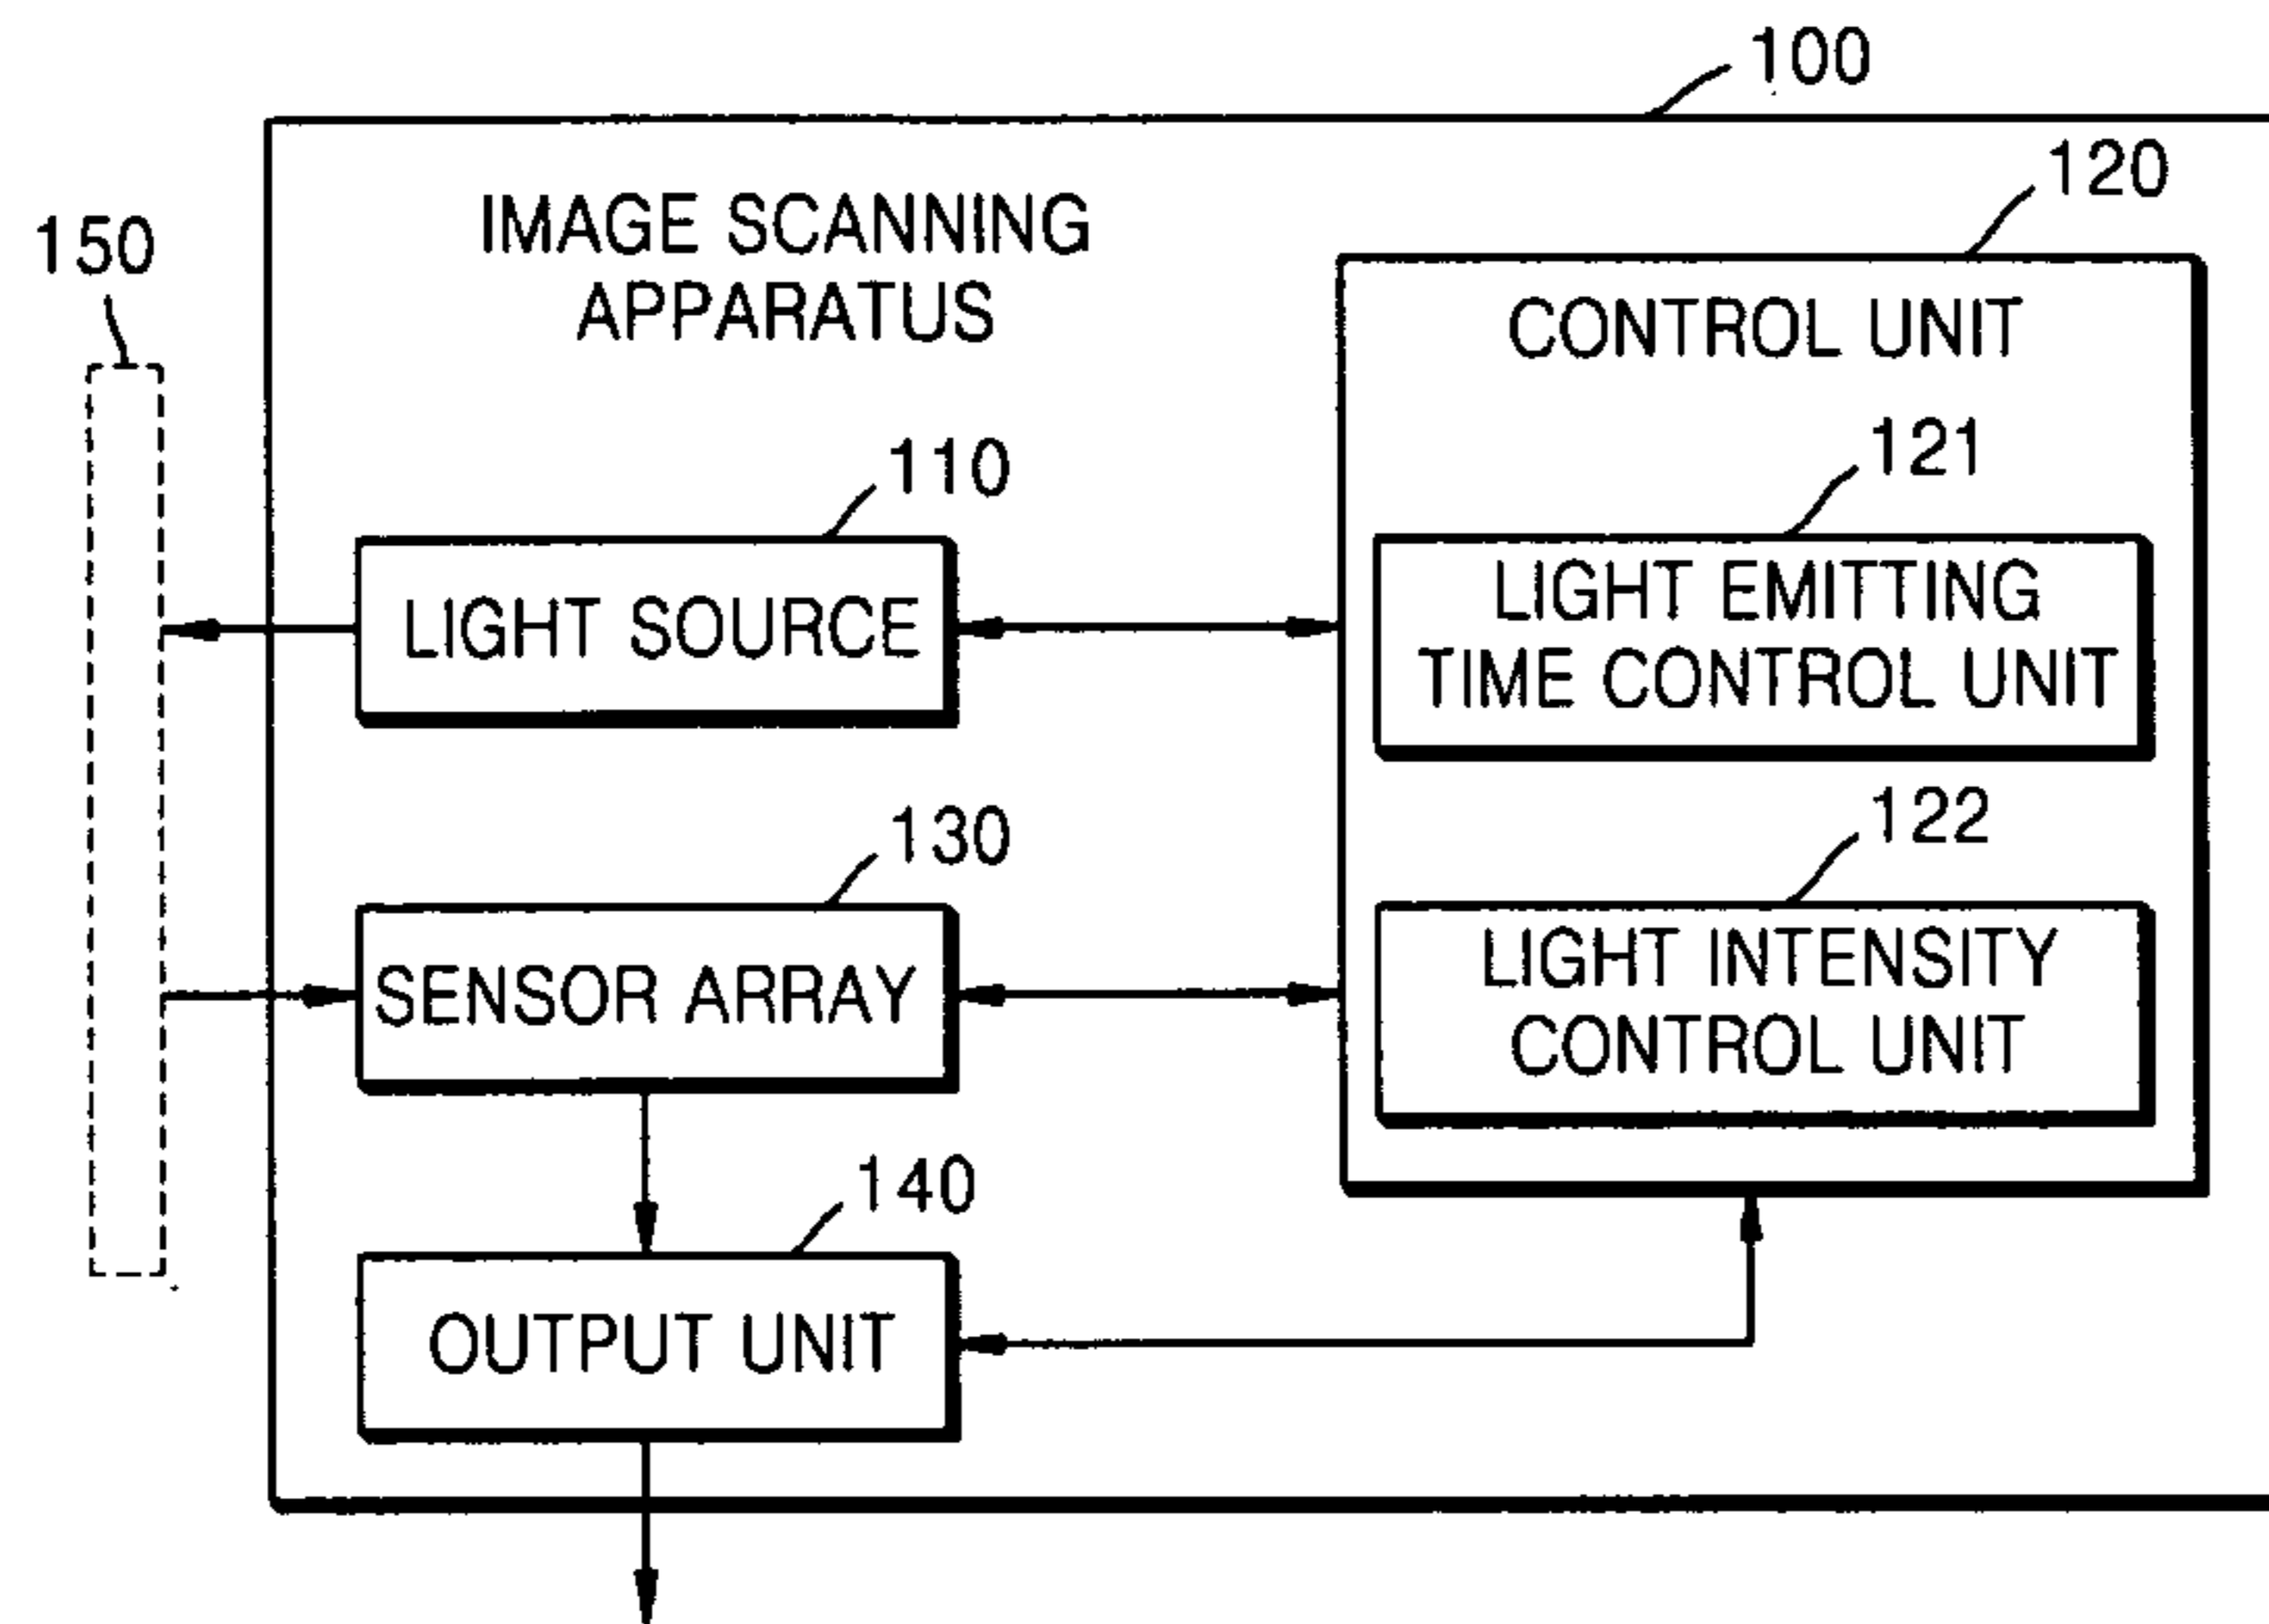 100
120
150
IMAGE SCANNING
APPARATUS
CONTROL UNIT
110
121
LIGHT SOURCE
LIGHT EMITTING
TIME CONTROL UNIT
130
122
SENSOR ARRAY
LIGHT INTENSITY
CONTROL UNIT
140
OUTPUT UNIT